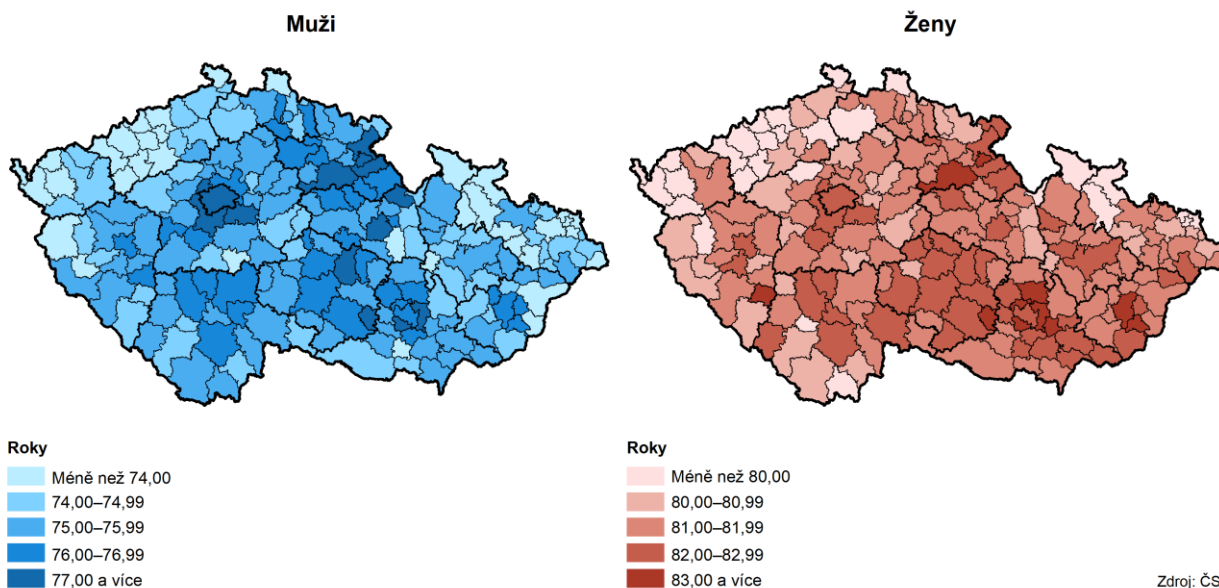 Muži
Ženy
Roky
Méně než 74,00
74,00–74,99
75,00–75,99
76,00–76,99
77,00 a více
Roky
Méně než 80,00
80,00–80,99
81,00–81,99
82,00–82,99
83,00 a více
Zdroj: ČS